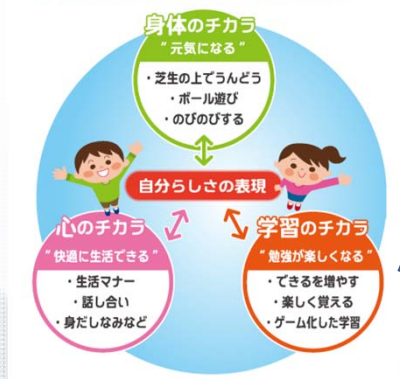 身体のチカラ
“元気になる”
・芝生の上でうんどう
・ボール遊び
・のびのびする
自分らしさの表現
心のチカラ
“快適に生活できる”
・生活マナー
・話し合い
・身だしなみなど
学習のチカラ
“勉強が楽しくなる”
・できるを増やす
・楽しく覚える
・ゲーム化した学習